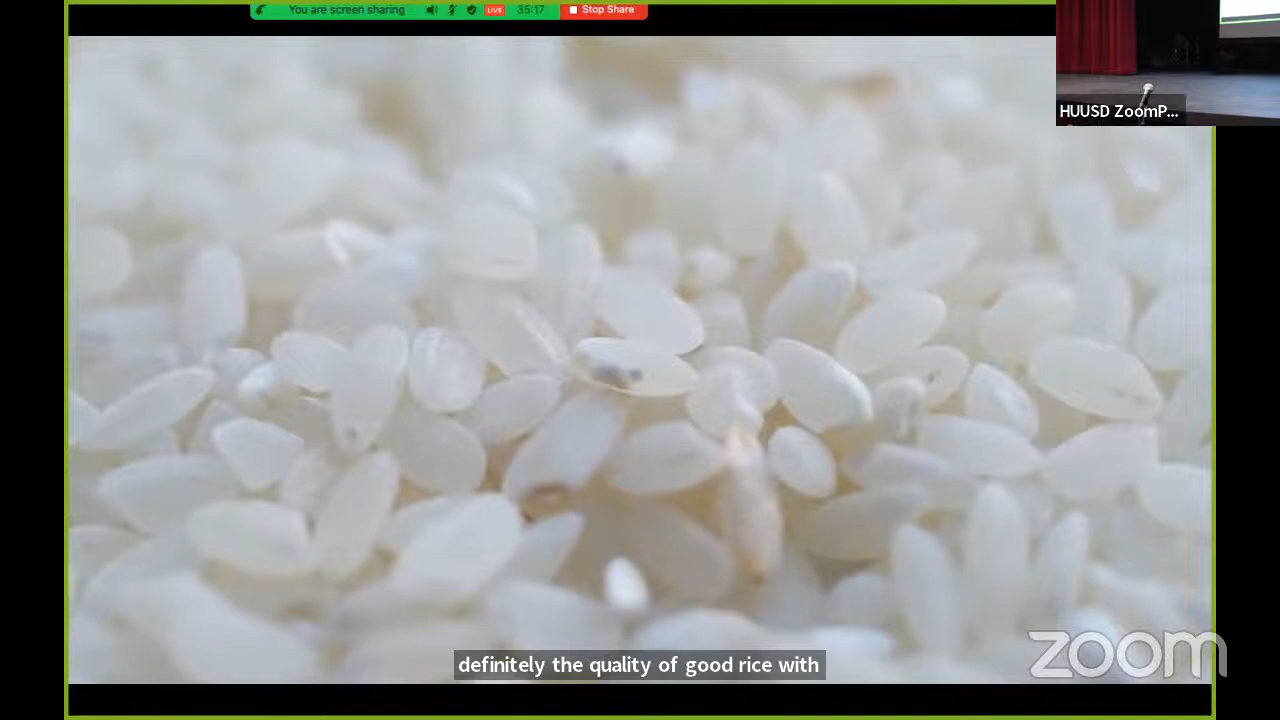 You are screen sharing LIVE 35:17 Stop Share
HUUSD ZoomP...
definitely the quality of good rice with
zoom